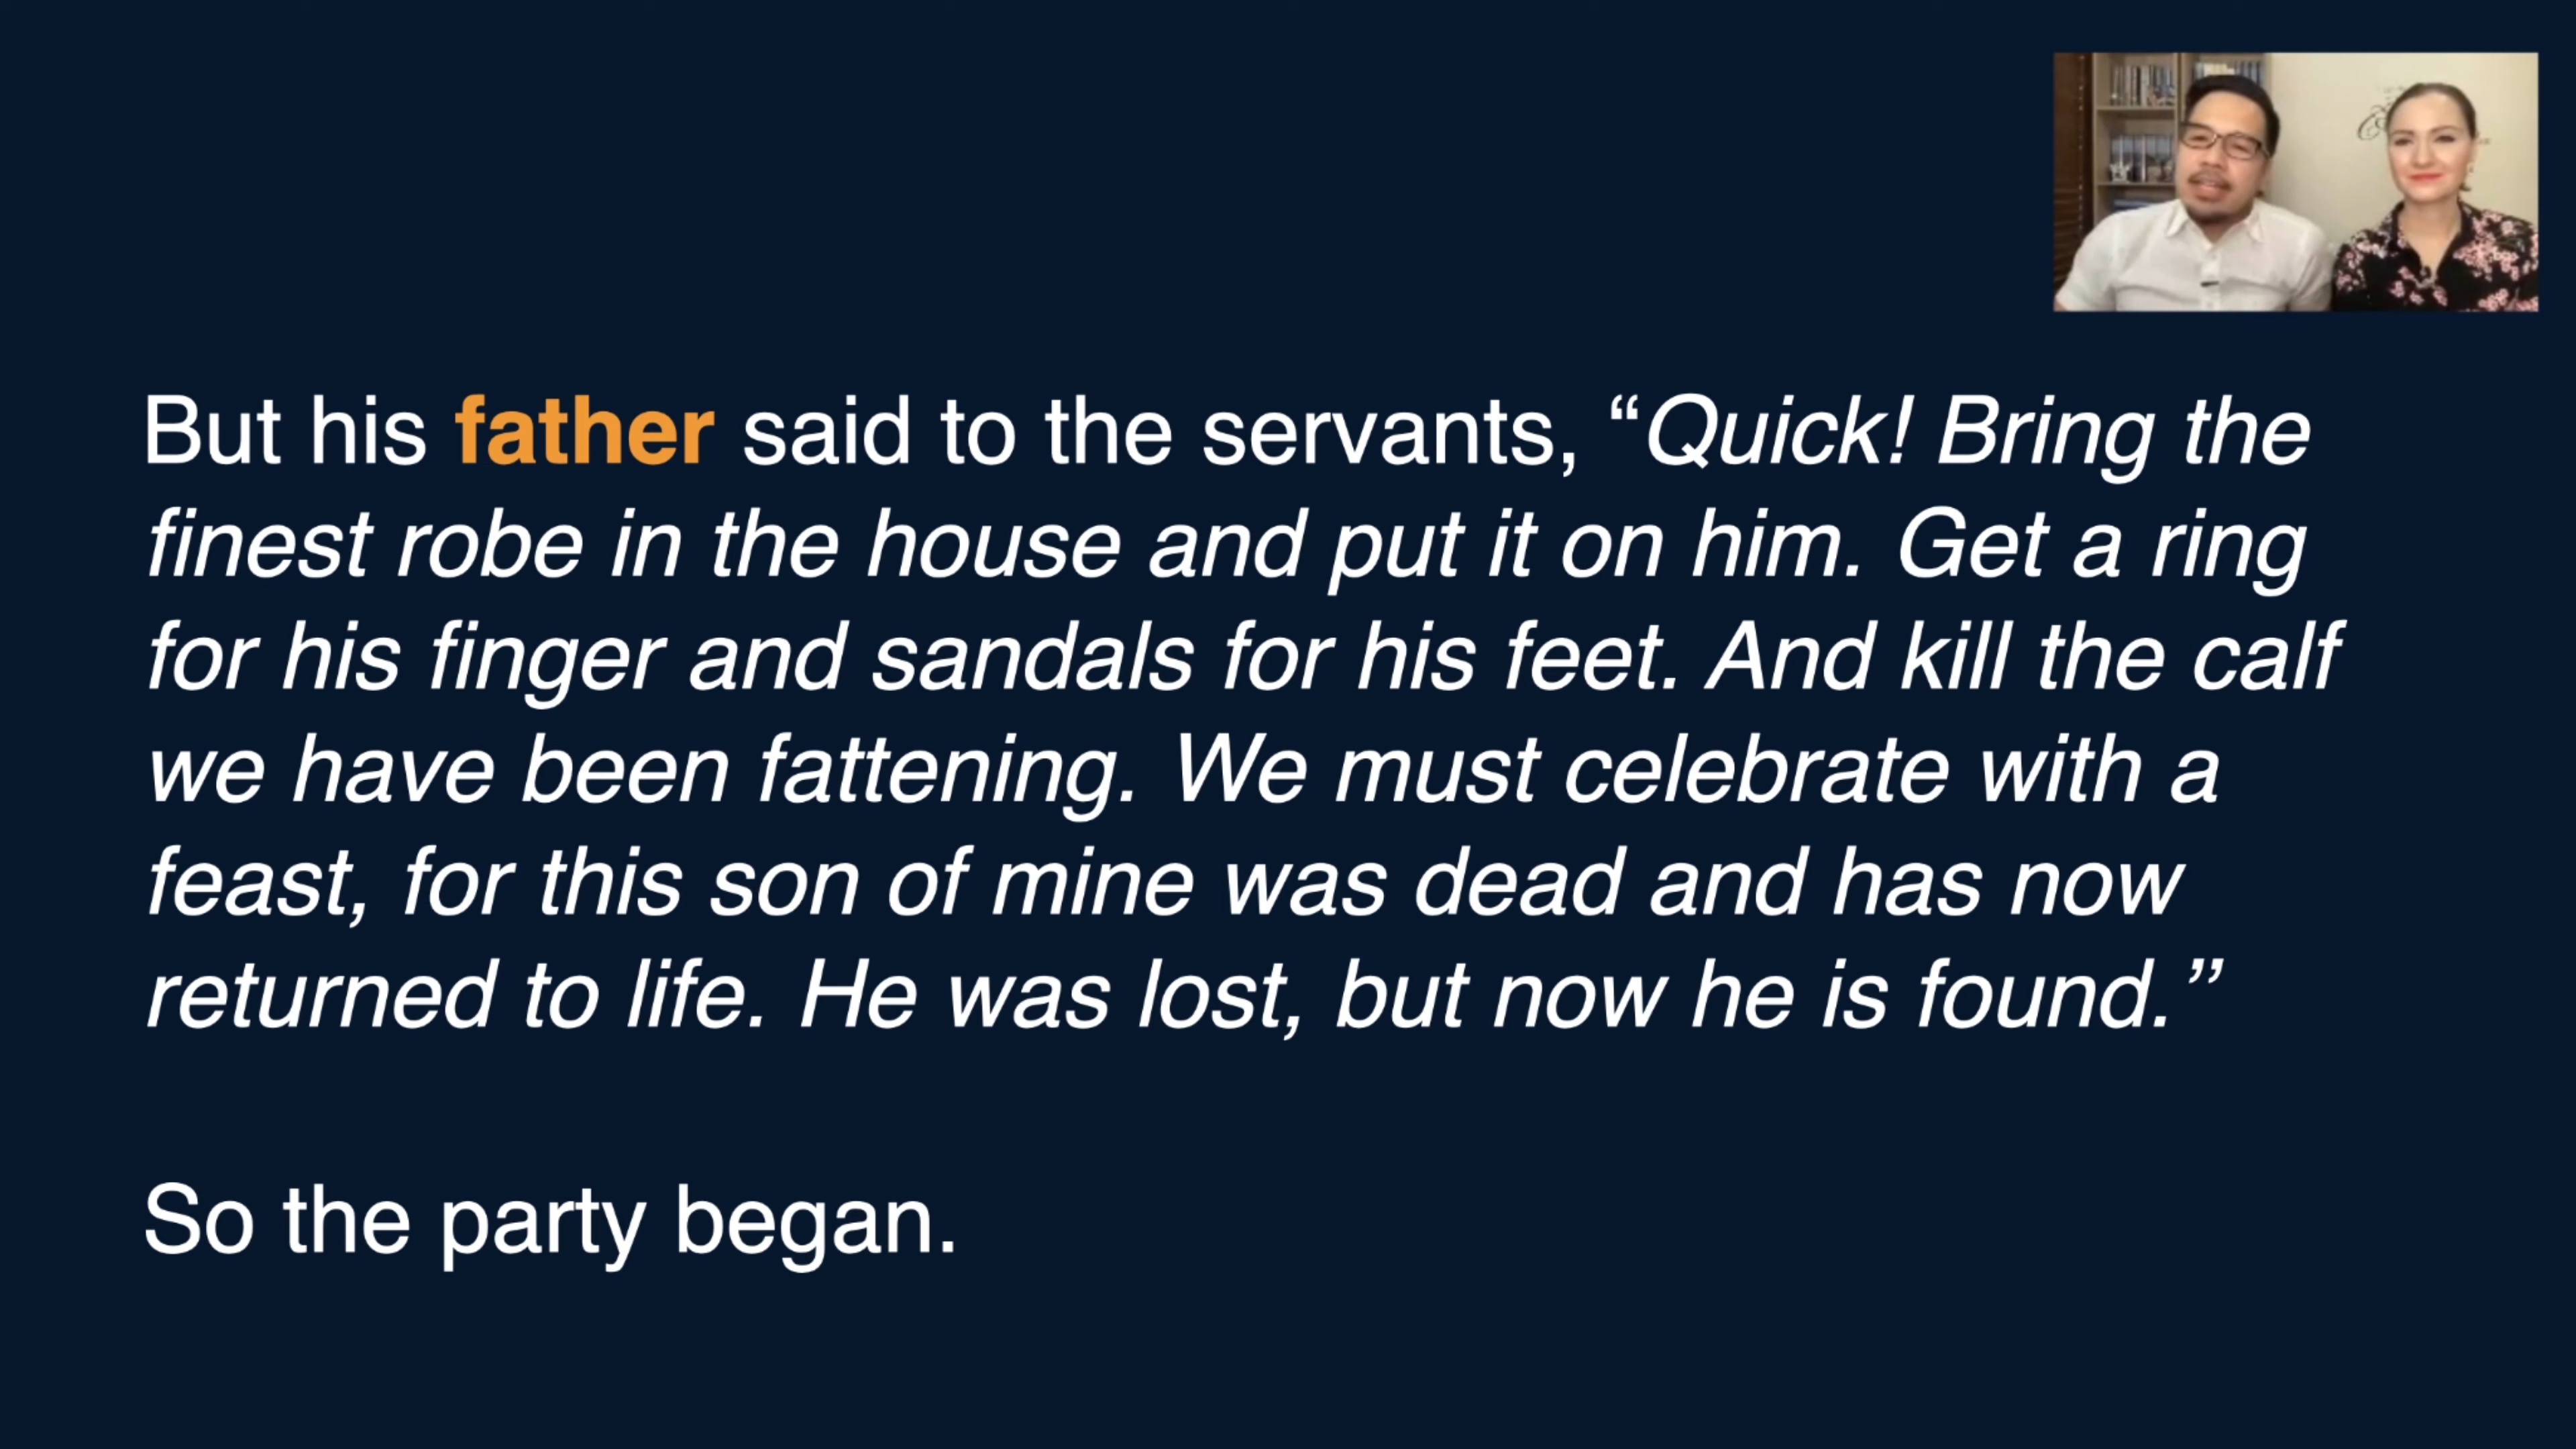 But his father said to the servants, “Quick! Bring the
finest robe in the house and put it on him. Get a ring
for his finger and sandals for his feet. And kill the calf
we have been fattening. We must celebrate with a
feast, for this son of mine was dead and has now
returned to life. He was lost, but now he is found.”
So the party began.